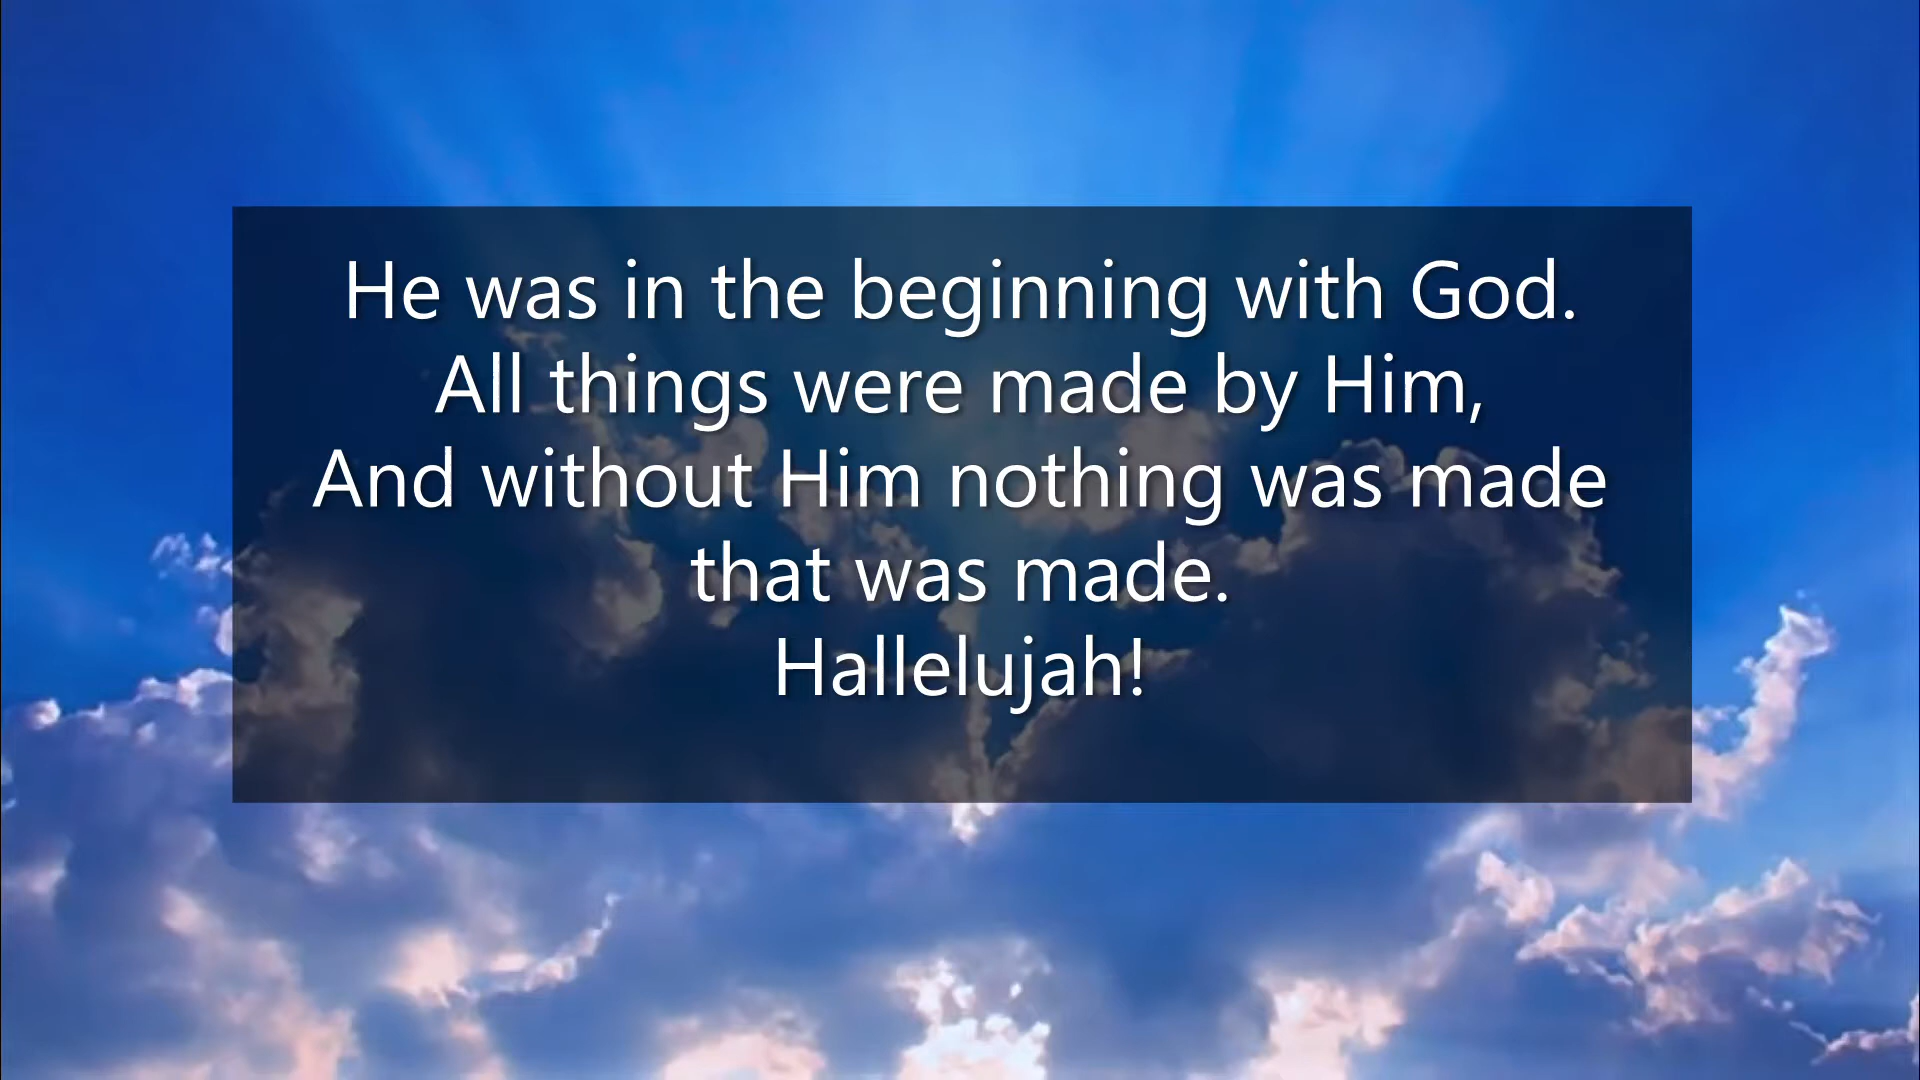 He was in the beginning with God.
All things were made by Him,
And without Him nothing was made
that was made.
Hallelujah!